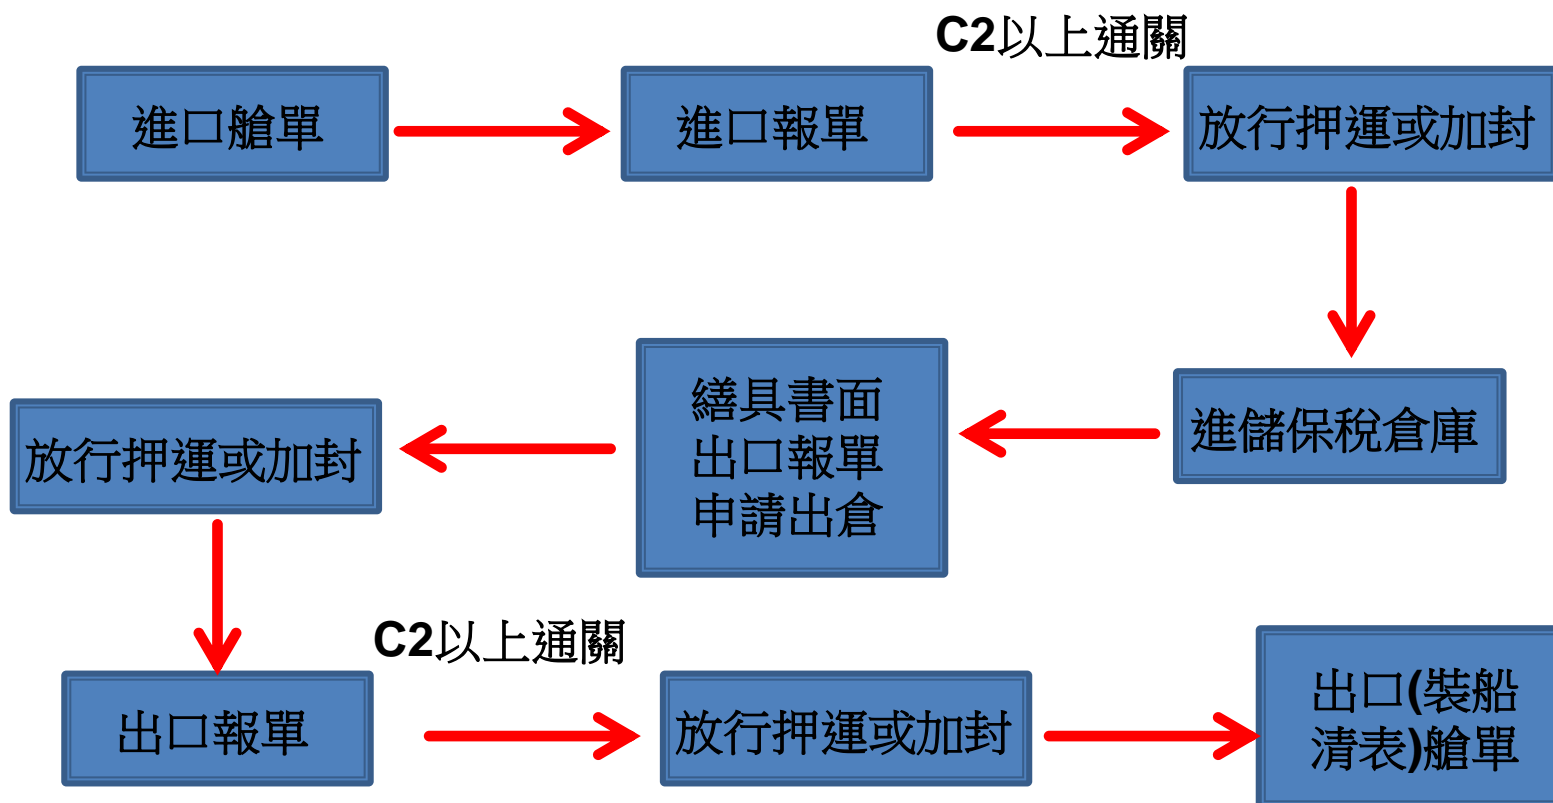 C2以上通關
進口艙單
進口報單
放行押運或加封
進儲保稅倉庫
繕具書面
出口報單
申請出倉
放行押運或加封
出口報單
C2以上通關
放行押運或加封
出口(裝船
清表)艙單